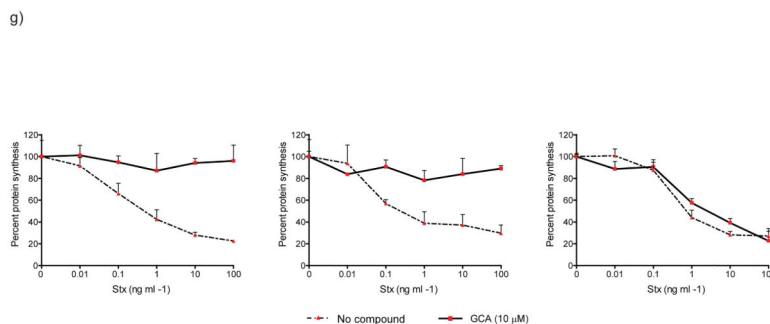 g)
120
100
80
60
40
20
0
Percent protein synthesis
0 0.01 0.1 1 10 100
Stx (ng ml -1)
120
100
80
60
40
20
0
Percent protein synthesis
0 0.01 0.1 1 10 100
Stx (ng ml -1)
120
100
80
60
40
20
0
Percent protein synthesis
0 0.01 0.1 1 10 100
Stx (ng ml -1)
No compound GCA (10 µM)